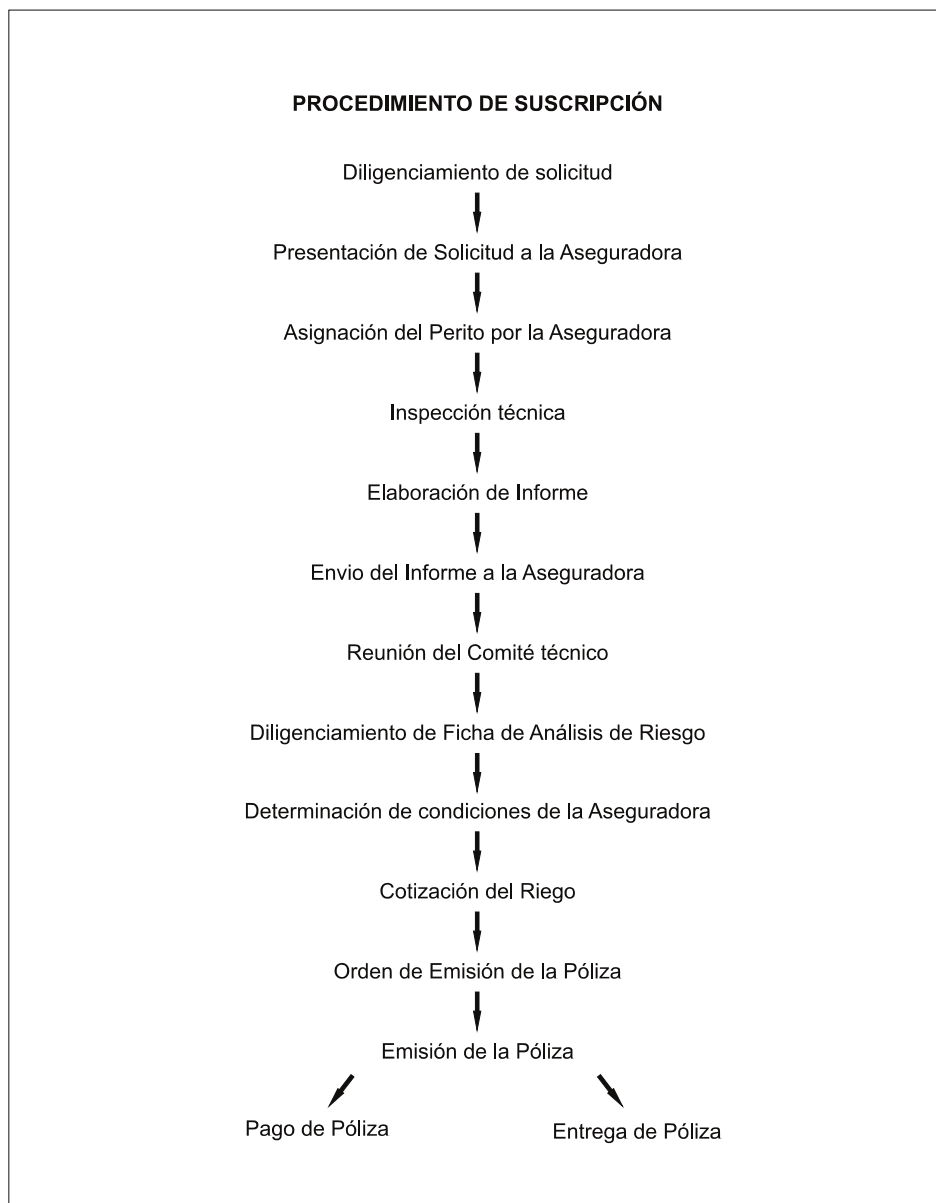 PROCEDIMIENTO DE SUSCRIPCIÓN
Diligenciamiento de solicitud
Presentación de Solicitud a la Aseguradora
Asignación del Perito por la Aseguradora
Inspección técnica
Elaboración de Informe
Envio del Informe a la Aseguradora
Reunión del Comité técnico
Diligenciamiento de Ficha de Análisis de Riesgo
Determinación de condiciones de la Aseguradora
Cotización del Riego
Orden de Emisión de la Póliza
Emisión de la Póliza
Pago de Póliza
Entrega de Póliza